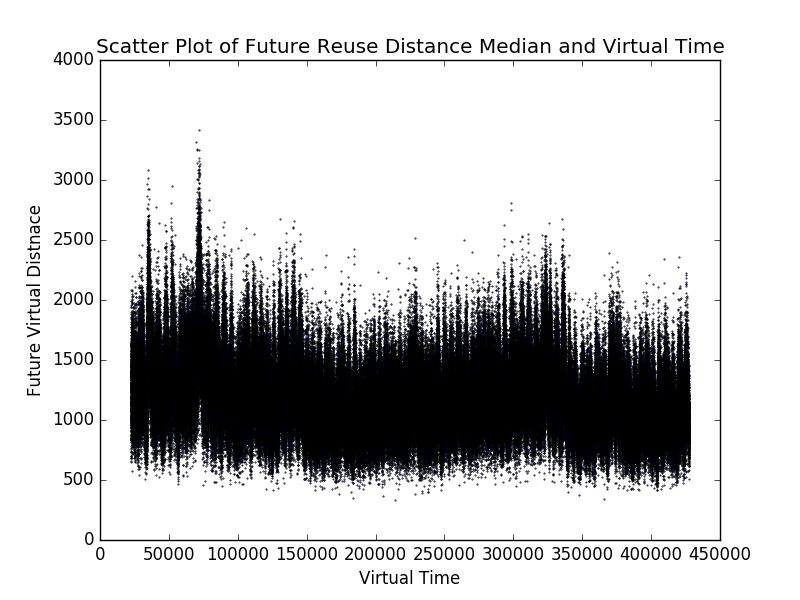 Scatter Plot of Future Reuse Distance Median and Virtual Time
4000
3500
3000
2500
2000
1500
1000
500
0
Future Virtual Distnace
0 50000 100000 150000 200000 250000 300000 350000 400000 450000
Virtual Time